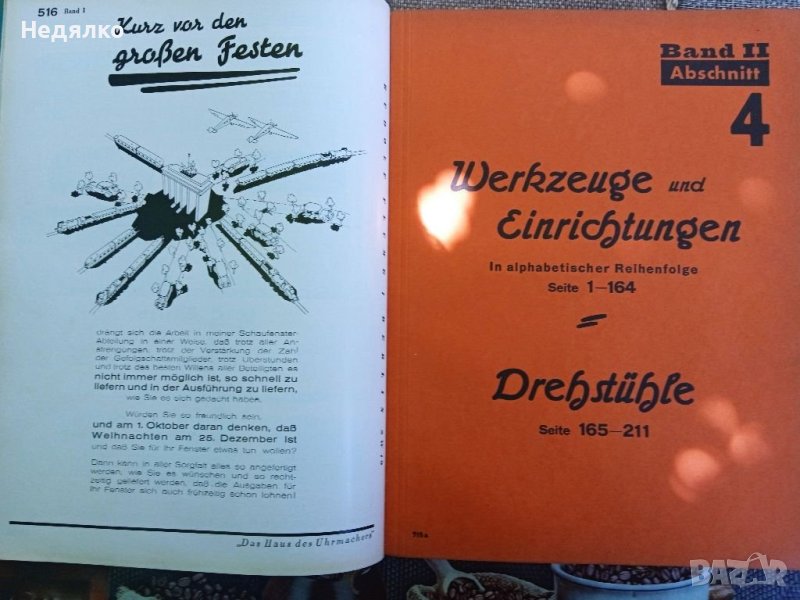 Недялко
516 Band I
Kurz vor den
großen Festen
drängt sich die Arbeit in meiner Schaufenster-
Abteilung in einer Weise, daß trotz aller An-
strengungen, trotz der Verstärkung der Zahl
der Gefolgschaftsmitglieder, trotz Überstunden
und trotz des besten Willens aller Beteiligten es
nicht immer möglich ist, so schnell zu
liefern und in der Ausführung zu liefern,
wie Sie es sich gedacht haben.
Würden Sie so freundlich sein,
und am 1. Oktober daran denken, daß
Weihnachten am 25. Dezember ist
und daß Sie für Ihr Fenster etwas tun wollen?
Dann kann in aller Sorgfalt alles so angefertigt
werden, wie Sie es wünschen und so recht-
zeitig geliefert werden, daß die Ausgaben für
Ihr Fenster sich auch frühzeitig schon lohnen!
„Das Haus des Uhrmachers"
Band II
Abschnitt
4
Werkzeuge und
Einrichtungen
In alphabetischer Reihenfolge
Seite 1—164
Drehstühle
Seite 165—211
715a
BAZAR